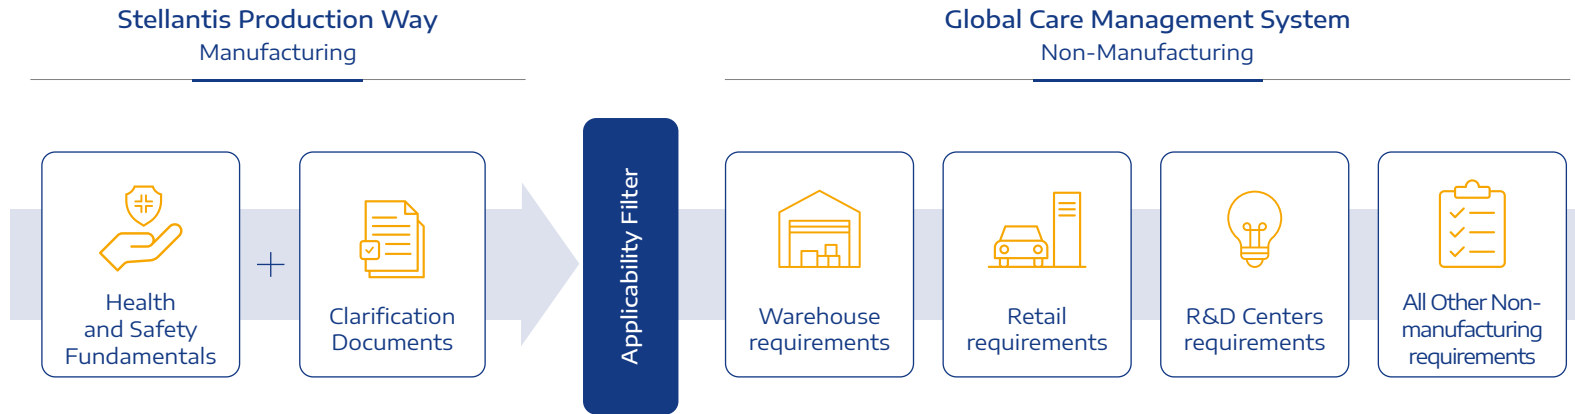 Stellantis Production Way
Manufacturing
Global Care Management System
Non-Manufacturing
Health
and Safety
Fundamentals
+
Clarification
Documents
Applicability Filter
Warehouse
requirements
Retail
requirements
R&D Centers
requirements
All Other Non-
manufacturing
requirements